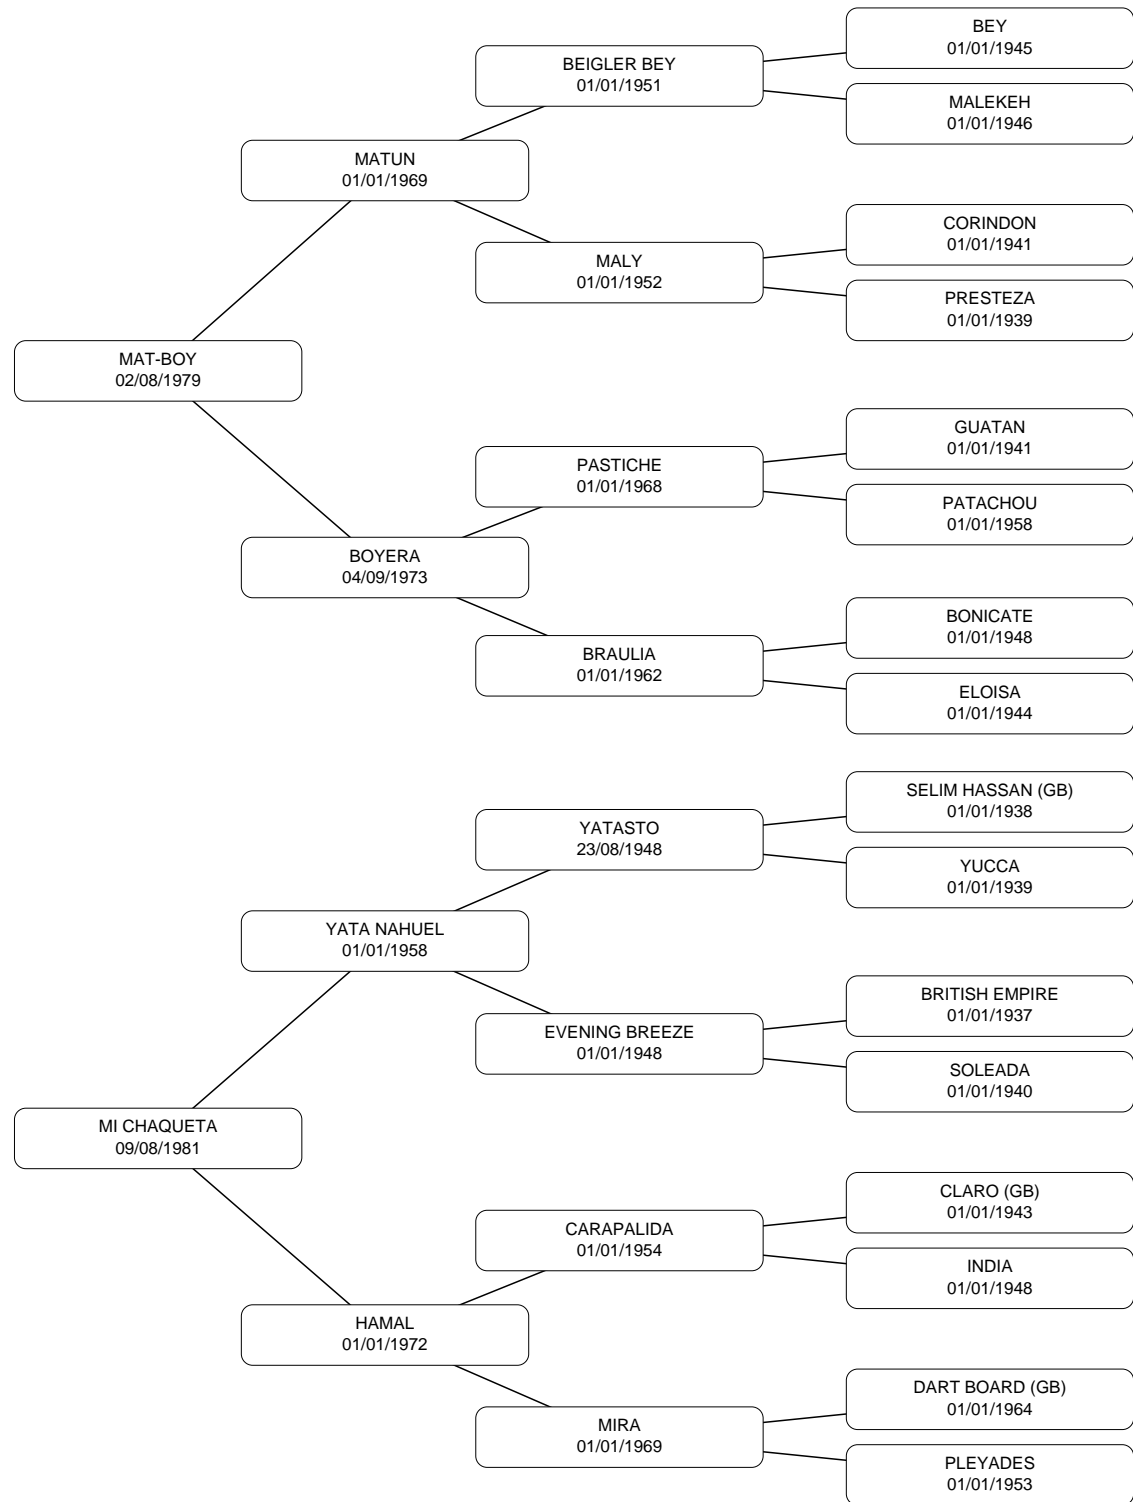 BEY
01/01/1945
BEIGLER BEY
01/01/1951
MALEKEH
01/01/1946
MATUN
01/01/1969
CORINDON
01/01/1941
MALY
01/01/1952
PRESTEZA
01/01/1939
MAT-BOY
02/08/1979
GUATAN
01/01/1941
PASTICHE
01/01/1968
PATACHOU
01/01/1958
BOYERA
04/09/1973
BONICATE
01/01/1948
BRAULIA
01/01/1962
ELOISA
01/01/1944
SELIM HASSAN (GB)
01/01/1938
YATASTO
23/08/1948
YUCCA
01/01/1939
YATA NAHUEL
01/01/1958
BRITISH EMPIRE
01/01/1937
EVENING BREEZE
01/01/1948
SOLEADA
01/01/1940
MI CHAQUETA
09/08/1981
CLARO (GB)
01/01/1943
CARAPALIDA
01/01/1954
INDIA
01/01/1948
HAMAL
01/01/1972
DART BOARD (GB)
01/01/1964
MIRA
01/01/1969
PLEYADES
01/01/1953